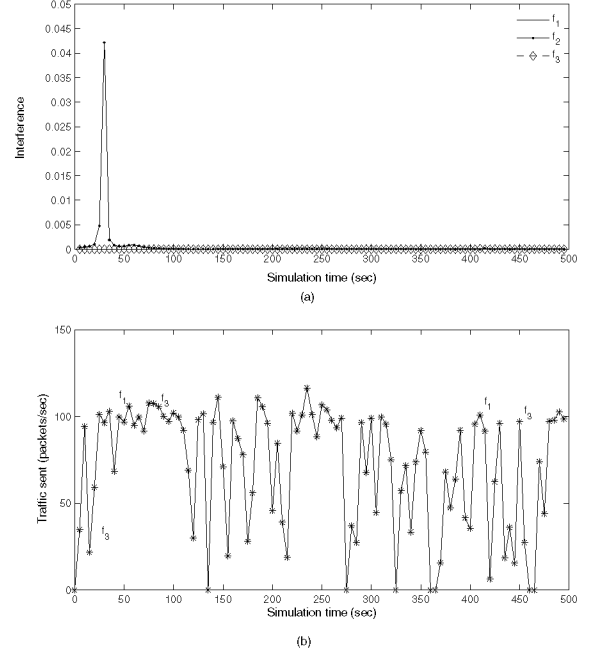 0.05
0.045
0.04
0.035
0.03
0.025
0.02
0.015
0.01
0.005
0
Interference
f1
f2
f3
0 50 100 150 200 250 300 350 400 450 500
Simulation time (sec)
(a)
150
100
50
0
Traffic sent (packets/sec)
f1
f3
f1
f3
f3
0 50 100 150 200 250 300 350 400 450 500
Simulation time (sec)
(b)